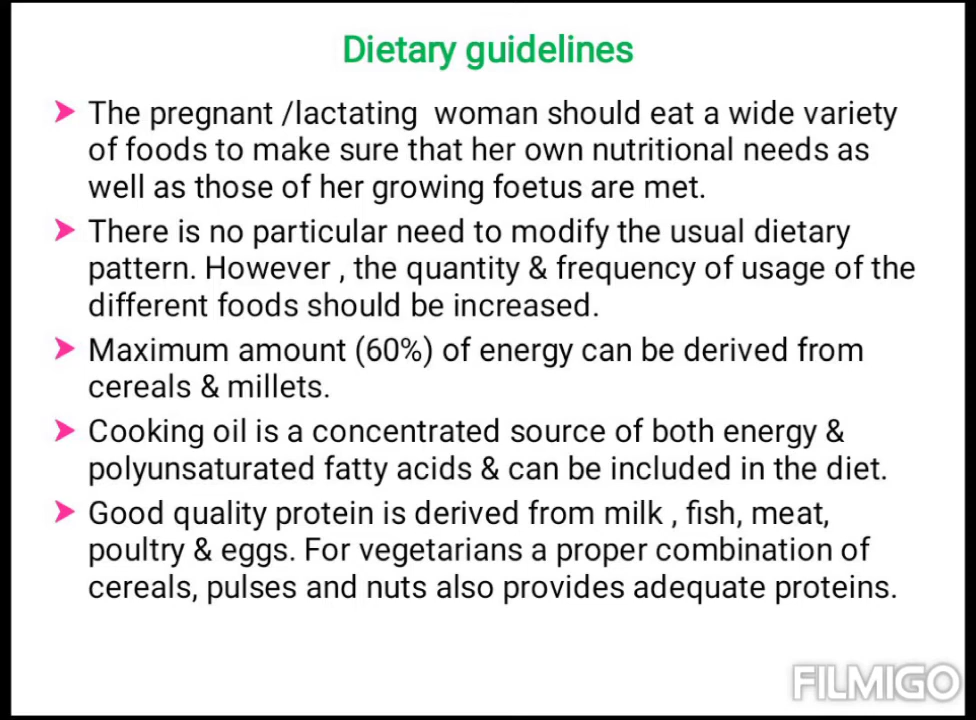 Dietary guidelines
➤ The pregnant /lactating woman should eat a wide variety
of foods to make sure that her own nutritional needs as
well as those of her growing foetus are met.
➤ There is no particular need to modify the usual dietary
pattern. However , the quantity & frequency of usage of the
different foods should be increased.
➤ Maximum amount (60%) of energy can be derived from
cereals & millets.
➤ Cooking oil is a concentrated source of both energy &
polyunsaturated fatty acids & can be included in the diet.
➤ Good quality protein is derived from milk , fish, meat,
poultry & eggs. For vegetarians a proper combination of
cereals, pulses and nuts also provides adequate proteins.
FILMIGO